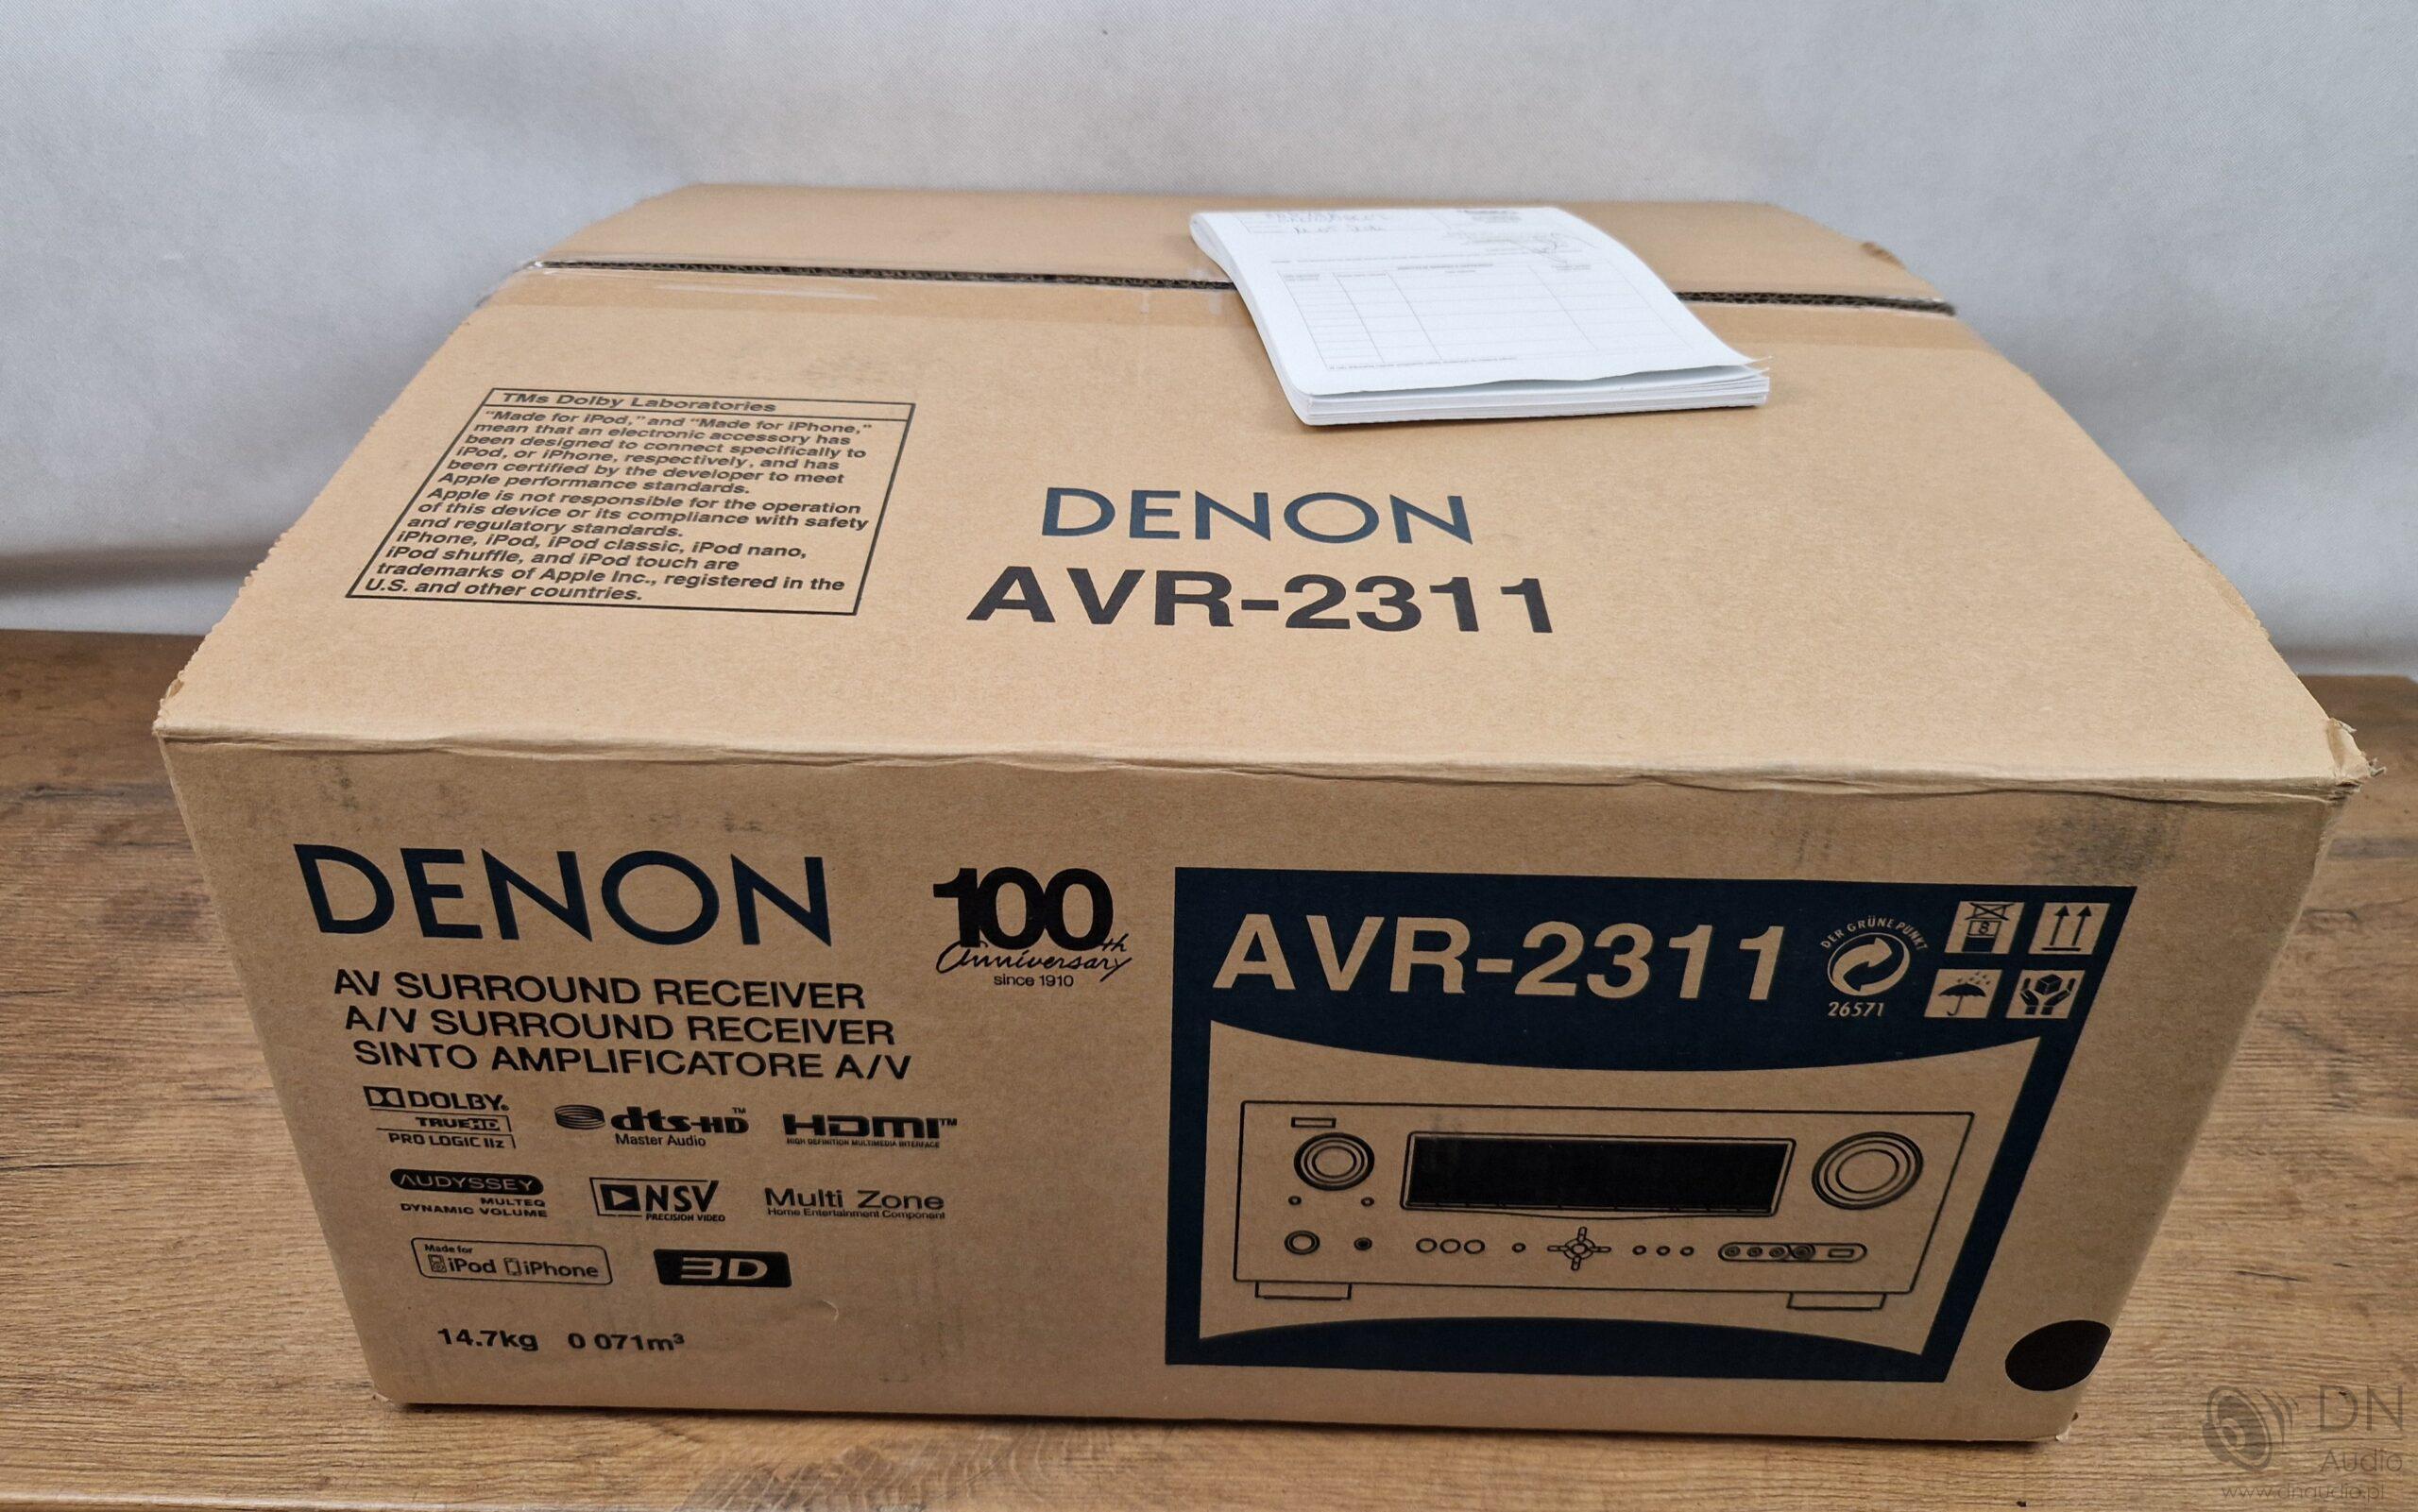 TMs Dolby Laboratories
"Made for iPod," and "Made for iPhone,"
mean that an electronic accessory has
been designed to connect specifically to
iPod, or iPhone, respectively, and has
been certified by the developer to meet
Apple performance standards.
Apple is not responsible for the operation
of this device or its compliance with safety
and regulatory standards.
iPhone, iPod, iPod classic, iPod nano,
iPod shuffle, and iPod touch are
trademarks of Apple Inc., registered in the
U.S. and other countries.
DENON
AVR-2311
DENON
100th
Anniversary
since 1910
AV SURROUND RECEIVER
A/V SURROUND RECEIVER
SINTO AMPLIFICATORE A/V
DOLBY.
TRUEHD
PRO LOGIC IIz
dts-HD™
Master Audio
HDMI™
HIGH DEFINITION MULTIMEDIA INTERFACE
AUDYSSEY
MULTEQ
DYNAMIC VOLUME
NSV
PRECISION VIDEO
Multi Zone
Home Entertainment Component
Made for
iPod iPhone
3D
14.7kg 0 071m³
AVR-2311
DER GRÜNE PUNKT
26571
8
DN
Audio
www.dnaudio.pl